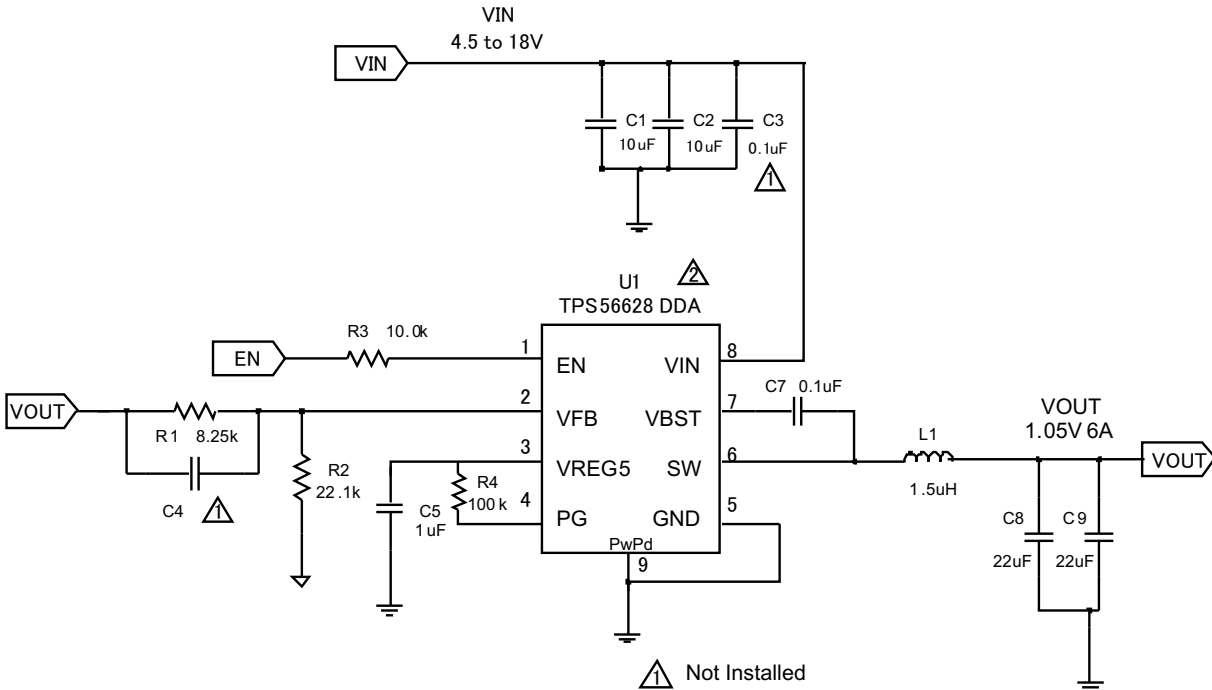 VIN
4.5 to 18V
VIN
C1
10uF
C2
10uF
C3
0.1uF
1
U1
2
TPS56628 DDA
R3 10.0k
EN
1
EN
VIN
8
VOUT
R1 8.25k
C4
1
R2
22.1k
2
VFB
VBST
7
C7 0.1uF
3
VREG5
SW
6
L1
1.5uH
VOUT
1.05V 6A
VOUT
C5
1uF
R4
100k
4
PG
GND
5
PwPd
9
C8
22uF
C9
22uF
1 Not Installed